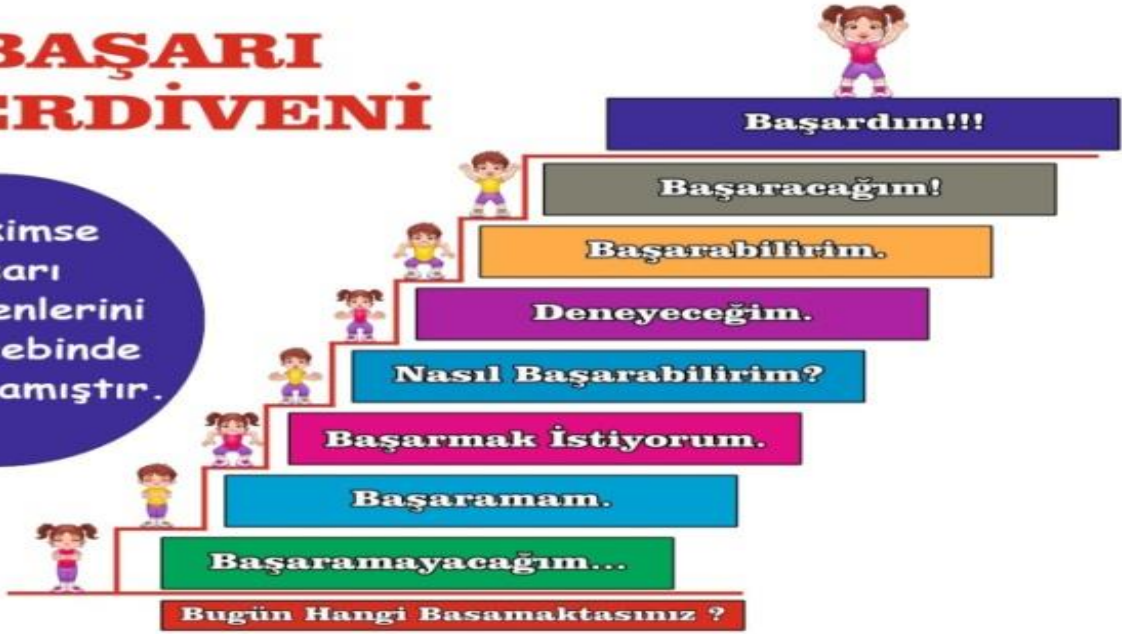 BAŞARI
ERDİVENİ
kimse
arı
enlerini
ebinde
amıştır.
Başardım!!!
Başaracağım!
Başarabilirim.
Deneyeceğim.
Nasıl Başarabilirim?
Başarmak İstiyorum.
Başaramam.
Başaramayacağım...
Bugün Hangi Basamaktasınız ?